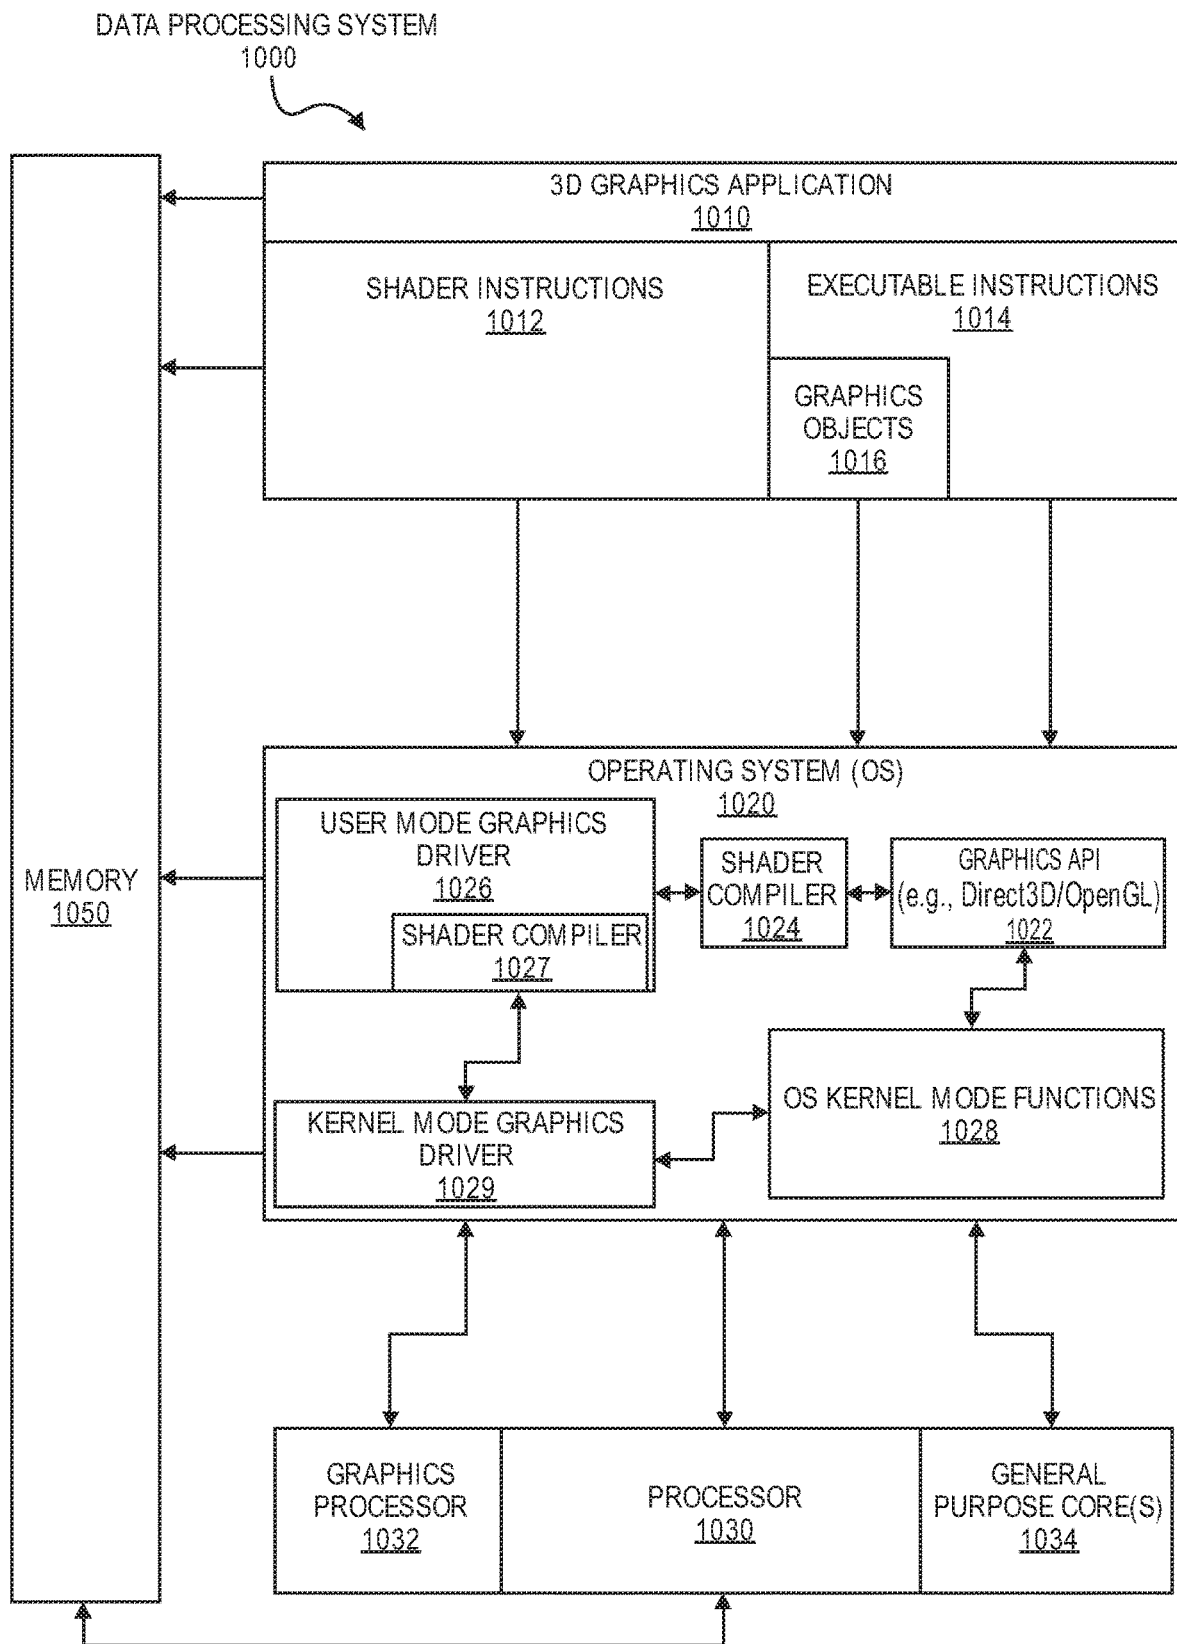 DATA PROCESSING SYSTEM
1000
3D GRAPHICS APPLICATION
1010
SHADER INSTRUCTIONS
1012
EXECUTABLE INSTRUCTIONS
1014
GRAPHICS
OBJECTS
1016
OPERATING SYSTEM (OS)
1020
USER MODE GRAPHICS
DRIVER
1026
SHADER COMPILER
1027
SHADER
COMPILER
1024
GRAPHICS API
(e.g., Direct3D/OpenGL)
1022
MEMORY
1050
OS KERNEL MODE FUNCTIONS
1028
KERNEL MODE GRAPHICS
DRIVER
1029
GRAPHICS
PROCESSOR
1032
PROCESSOR
1030
GENERAL
PURPOSE CORE(S)
1034